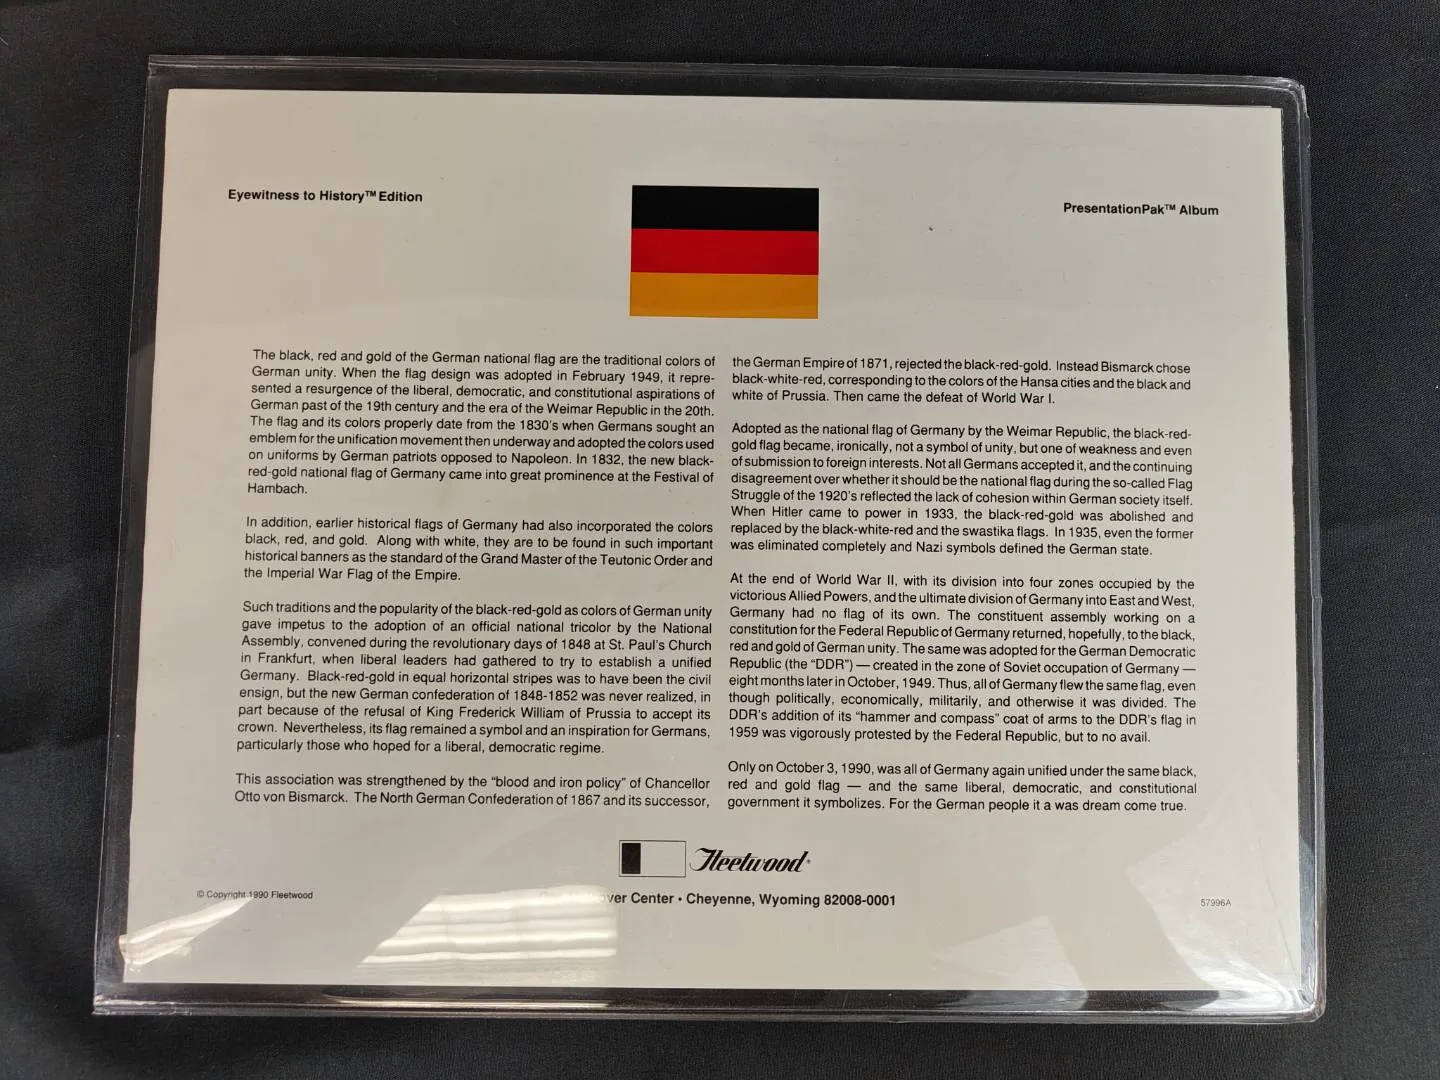 Eyewitness to History™ Edition
PresentationPak™ Album
The black, red and gold of the German national flag are the traditional colors of
German unity. When the flag design was adopted in February 1949, it repre-
sented a resurgence of the liberal, democratic, and constitutional aspirations of
German past of the 19th century and the era of the Weimar Republic in the 20th.
The flag and its colors properly date from the 1830's when Germans sought an
emblem for the unification movement then underway and adopted the colors used
on uniforms by German patriots opposed to Napoleon. In 1832, the new black-
red-gold national flag of Germany came into great prominence at the Festival of
Hambach.
In addition, earlier historical flags of Germany had also incorporated the colors
black, red, and gold. Along with white, they are to be found in such important
historical banners as the standard of the Grand Master of the Teutonic Order and
the Imperial War Flag of the Empire.
Such traditions and the popularity of the black-red-gold as colors of German unity
gave impetus to the adoption of an official national tricolor by the National
Assembly, convened during the revolutionary days of 1848 at St. Paul's Church
in Frankfurt, when liberal leaders had gathered to try to establish a unified
Germany. Black-red-gold in equal horizontal stripes was to have been the civil
ensign, but the new German confederation of 1848-1852 was never realized, in
part because of the refusal of King Frederick William of Prussia to accept its
crown. Nevertheless, its flag remained a symbol and an inspiration for Germans,
particularly those who hoped for a liberal, democratic regime.
This association was strengthened by the "blood and iron policy" of Chancellor
Otto von Bismarck. The North German Confederation of 1867 and its successor,
the German Empire of 1871, rejected the black-red-gold. Instead Bismarck chose
black-white-red, corresponding to the colors of the Hansa cities and the black and
white of Prussia. Then came the defeat of World War I.
Adopted as the national flag of Germany by the Weimar Republic, the black-red-
gold flag became, ironically, not a symbol of unity, but one of weakness and even
of submission to foreign interests. Not all Germans accepted it, and the continuing
disagreement over whether it should be the national flag during the so-called Flag
Struggle of the 1920's reflected the lack of cohesion within German society itself.
When Hitler came to power in 1933, the black-red-gold was abolished and
replaced by the black-white-red and the swastika flags. In 1935, even the former
was eliminated completely and Nazi symbols defined the German state.
At the end of World War II, with its division into four zones occupied by the
victorious Allied Powers, and the ultimate division of Germany into East and West,
Germany had no flag of its own. The constituent assembly working on a
constitution for the Federal Republic of Germany returned, hopefully, to the black,
red and gold of German unity. The same was adopted for the German Democratic
Republic (the "DDR") — created in the zone of Soviet occupation of Germany —
eight months later in October, 1949. Thus, all of Germany flew the same flag, even
though politically, economically, militarily, and otherwise it was divided. The
DDR's addition of its "hammer and compass" coat of arms to the DDR's flag in
1959 was vigorously protested by the Federal Republic, but to no avail.
Only on October 3, 1990, was all of Germany again unified under the same black,
red and gold flag — and the same liberal, democratic, and constitutional
government it symbolizes. For the German people it a was dream come true.
Fleetwood®
© Copyright 1990 Fleetwood
Center • Cheyenne, Wyoming 82008-0001
57996A